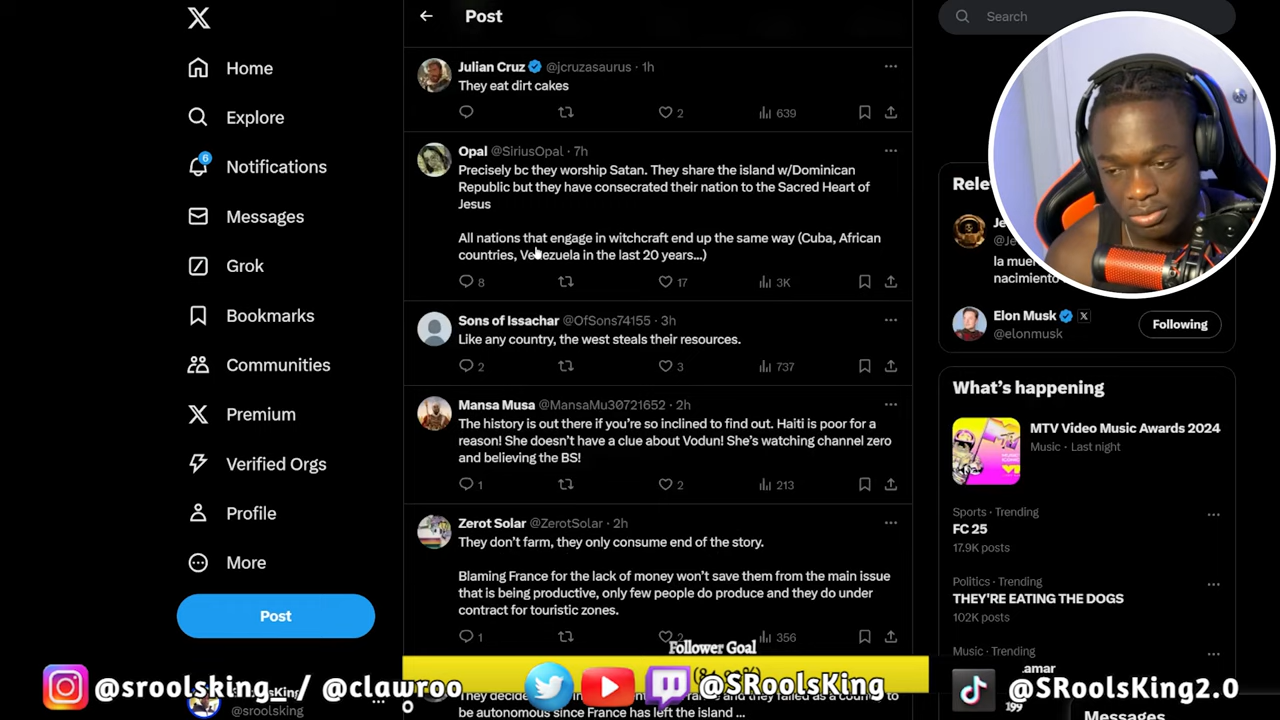 Post
Search
Home
Explore
6
Notifications
Messages
Grok
Bookmarks
Communities
Premium
Verified Orgs
Profile
More
Post
@sroolsking
Julian Cruz @jcruzasaurus · 1h
They eat dirt cakes
2 639
Opal @SiriusOpal · 7h
Precisely bc they worship Satan. They share the island w/Dominican
Republic but they have consecrated their nation to the Sacred Heart of
Jesus
All nations that engage in witchcraft end up the same way (Cuba, African
countries, Venezuela in the last 20 years...)
8 17 3K
Sons of Issachar @OfSons74155 · 3h
Like any country, the west steals their resources.
2 3 737
Mansa Musa @MansaMu30721652 · 2h
The history is out there if you're so inclined to find out. Haiti is poor for a
reason! She doesn't have a clue about Vodun! She's watching channel zero
and believing the BS!
1 2 213
Zerot Solar @ZerotSolar · 2h
They don't farm, they only consume end of the story.
Blaming France for the lack of money won't save them from the main issue
that is being productive, only few people do produce and they do under
contract for touristic zones.
1 2 356
Follower Goal
They decide
be autonomous since France has left the island ...
Rele
la muer
nacimiento
Elon Musk
@elonmusk
Following
What's happening
MTV Video Music Awards 2024
Music · Last night
Sports · Trending
FC 25
17.9K posts
Politics · Trending
THEY'RE EATING THE DOGS
102K posts
Music · Trending
Messages
@sroolsking_ / @clawroo
o
@SRoolsKing
@SRoolsKing2.0